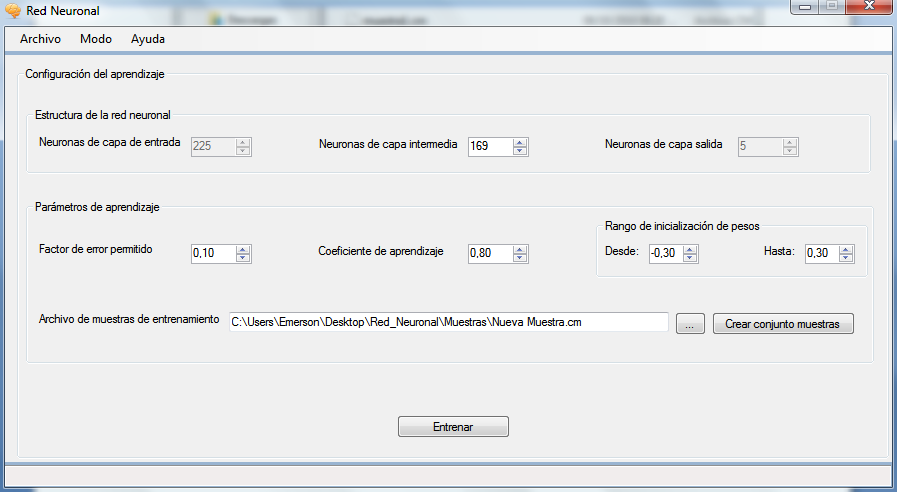 Red Neuronal
Archivo Modo Ayuda
Configuración del aprendizaje
Estructura de la red neuronal
Neuronas de capa de entrada 225 Neuronas de capa intermedia 169 Neuronas de capa salida 5
Parámetros de aprendizaje
Rango de inicialización de pesos
Factor de error permitido 0,10 Coeficiente de aprendizaje 0,80 Desde: -0,30 Hasta: 0,30
Archivo de muestras de entrenamiento C:\Users\Emerson\Desktop\Red_Neuronal\Muestras\Nueva Muestra.cm ... Crear conjunto muestras
Entrenar